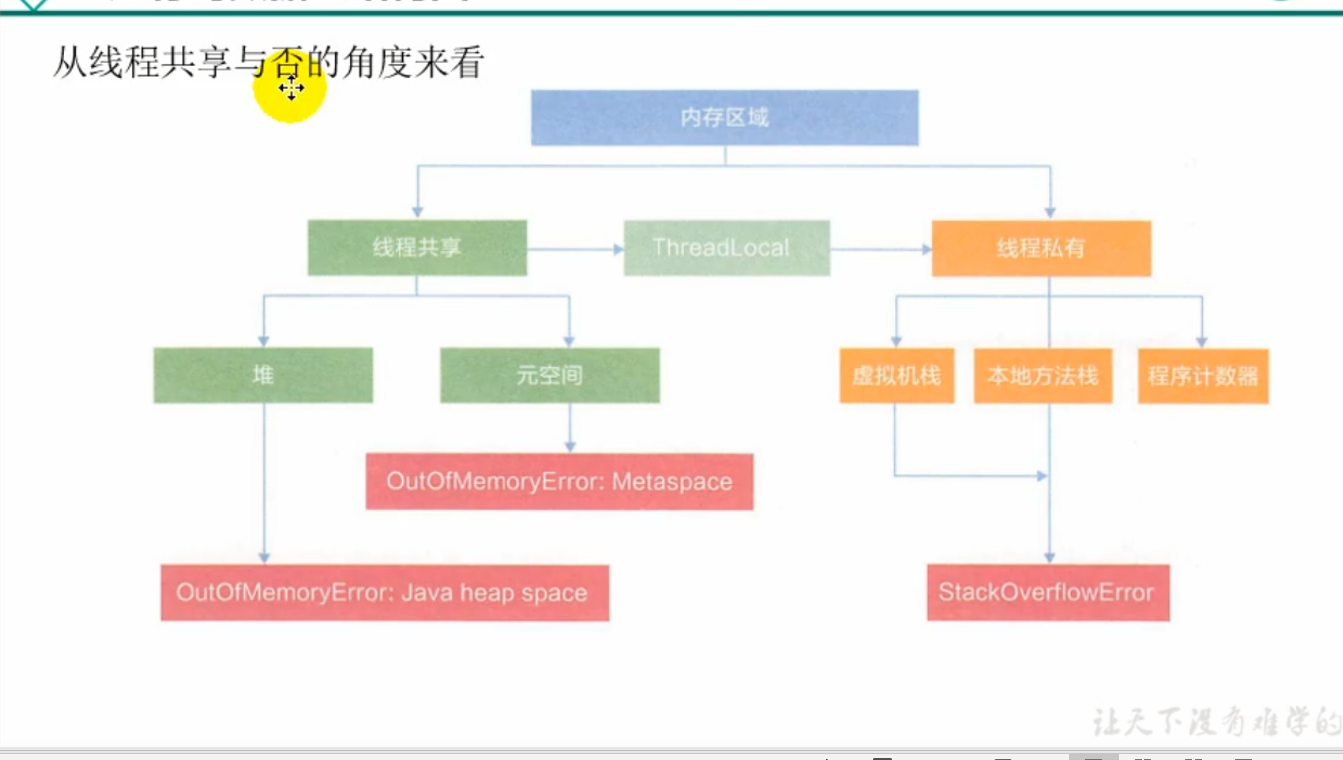 从线程共享与否的角度来看
内存区域
线程共享
ThreadLocal
线程私有
堆
元空间
虚拟机栈
本地方法栈
程序计数器
OutOfMemoryError: Metaspace
OutOfMemoryError: Java heap space
StackOverflowError
让天下没有难学的